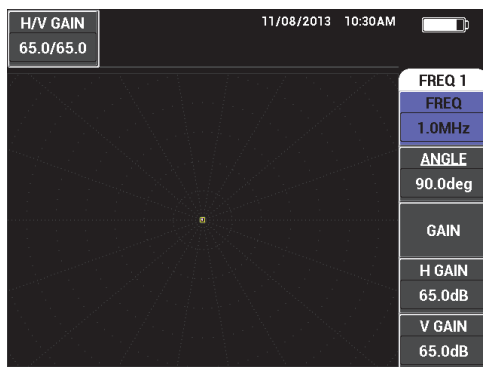 H/V GAIN
65.0/65.0
11/08/2013 10:30AM
FREQ 1
FREQ
1.0MHz
ANGLE
90.0deg
GAIN
H GAIN
65.0dB
V GAIN
65.0dB